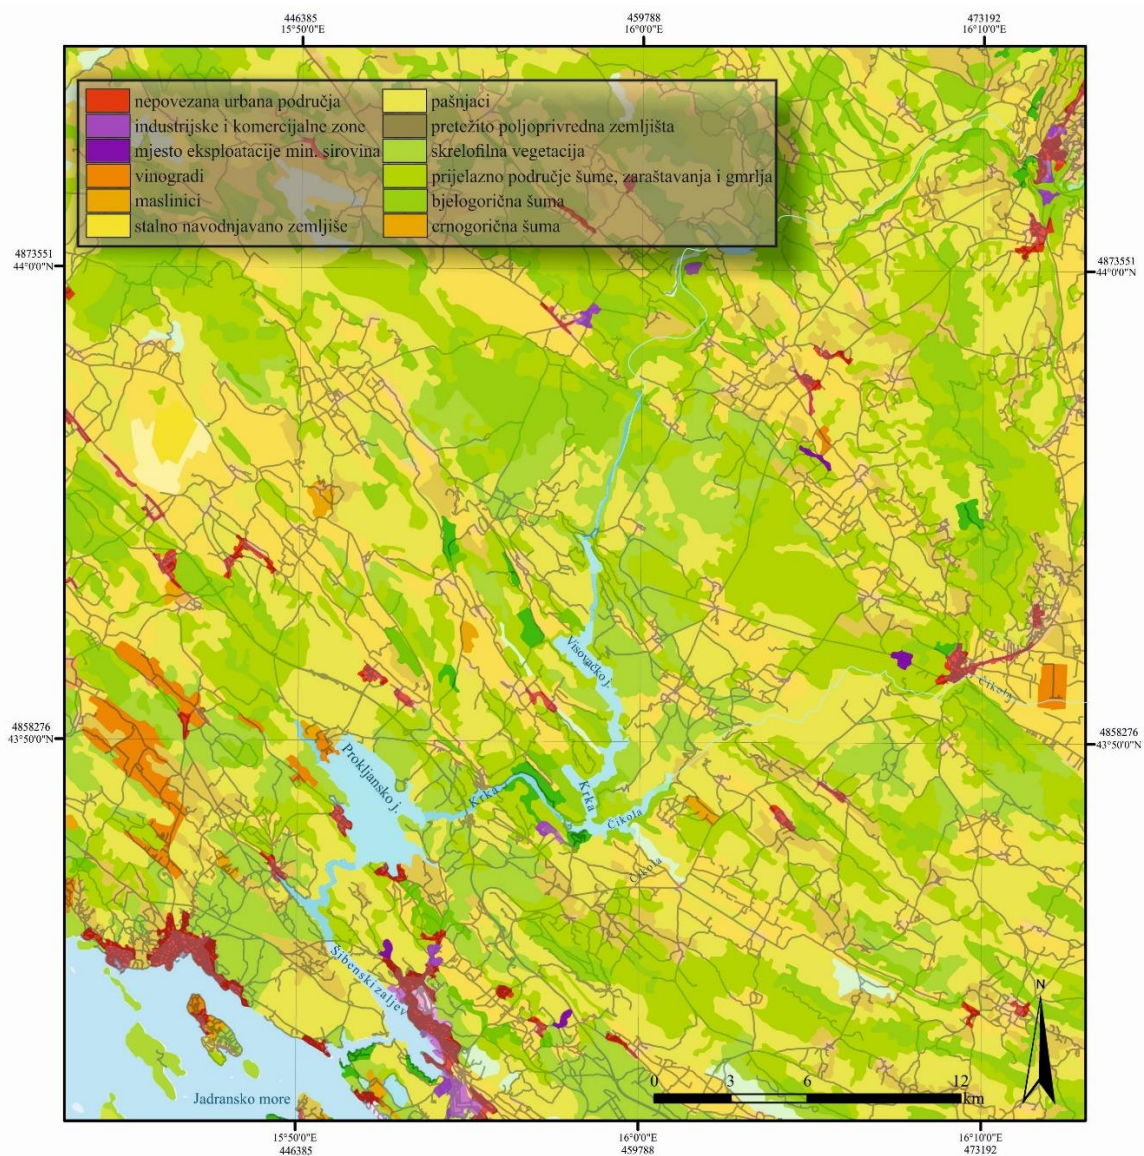 446385
15°50'0"E
459788
16°0'0"E
473192
16°10'0"E
nepovezana urbana područja
industrijske i komercijalne zone
mjesto eksploatacije min. sirovina
vinogradi
maslinici
stalno navodnjavano zemljiše
pašnjaci
pretežito poljoprivredna zemljišta
skrelofilna vegetacija
prijelazno područje šume, zaraštavanja i gmrlja
bjelogorična šuma
crnogorična šuma
4873551
44°0'0"N
4873551
44°0'0"N
Visovačko j.
Čikola
4858276
43°50'0"N
4858276
43°50'0"N
Prokljansko j.
Krka
Krka
Čikola
Čikola
Šibenski zaljev
Jadransko more
N
0 3 6 12
km
15°50'0"E
446385
16°0'0"E
459788
16°10'0"E
473192